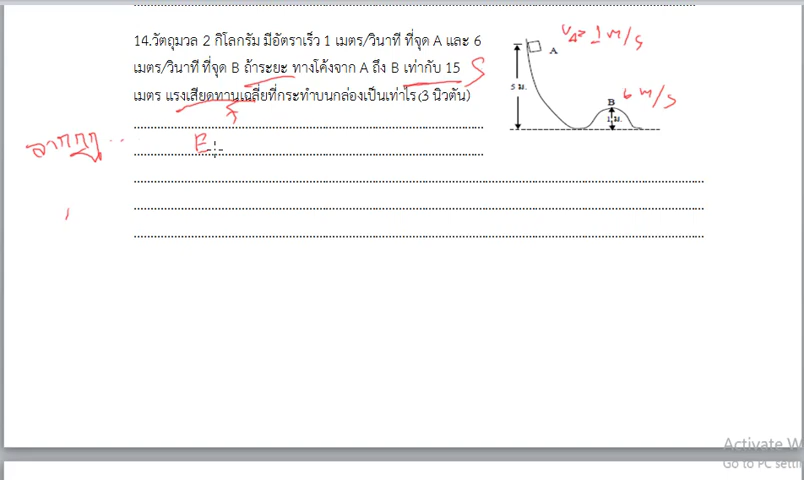 14.วัตถุมวล 2 กิโลกรัม มีอัตราเร็ว 1 เมตร/วินาที ที่จุด A และ 6
เมตร/วินาที ที่จุด B ถ้าระยะ ทางโค้งจาก A ถึง B เท่ากับ 15 S
เมตร แรงเสียดทานเฉลี่ยที่กระทำบนกล่องเป็นเท่าไร(3 นิวตัน)
f
จากกฎ
E
A
5 ม.
B
1 ม.
6 m/s
1 m/s
Activate W
Go to PC setti